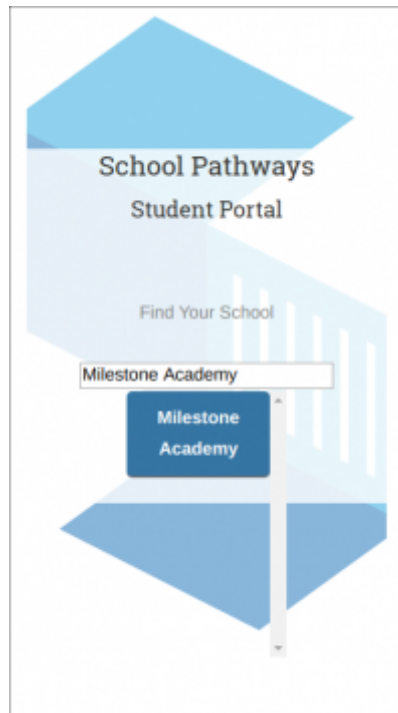 School Pathways
Student Portal
Find Your School
Milestone Academy
Milestone
Academy